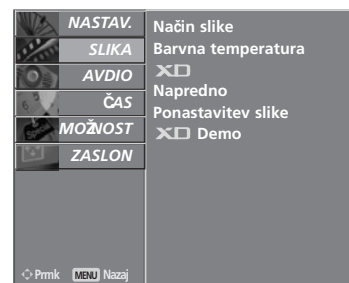 NASTAV.
SLIKA
AVDIO
ČAS
MOŽNOST
ZASLON
Prmk MENU Nazaj
Način slike
Barvna temperatura
XD
Napredno
Ponastavitev slike
XD Demo